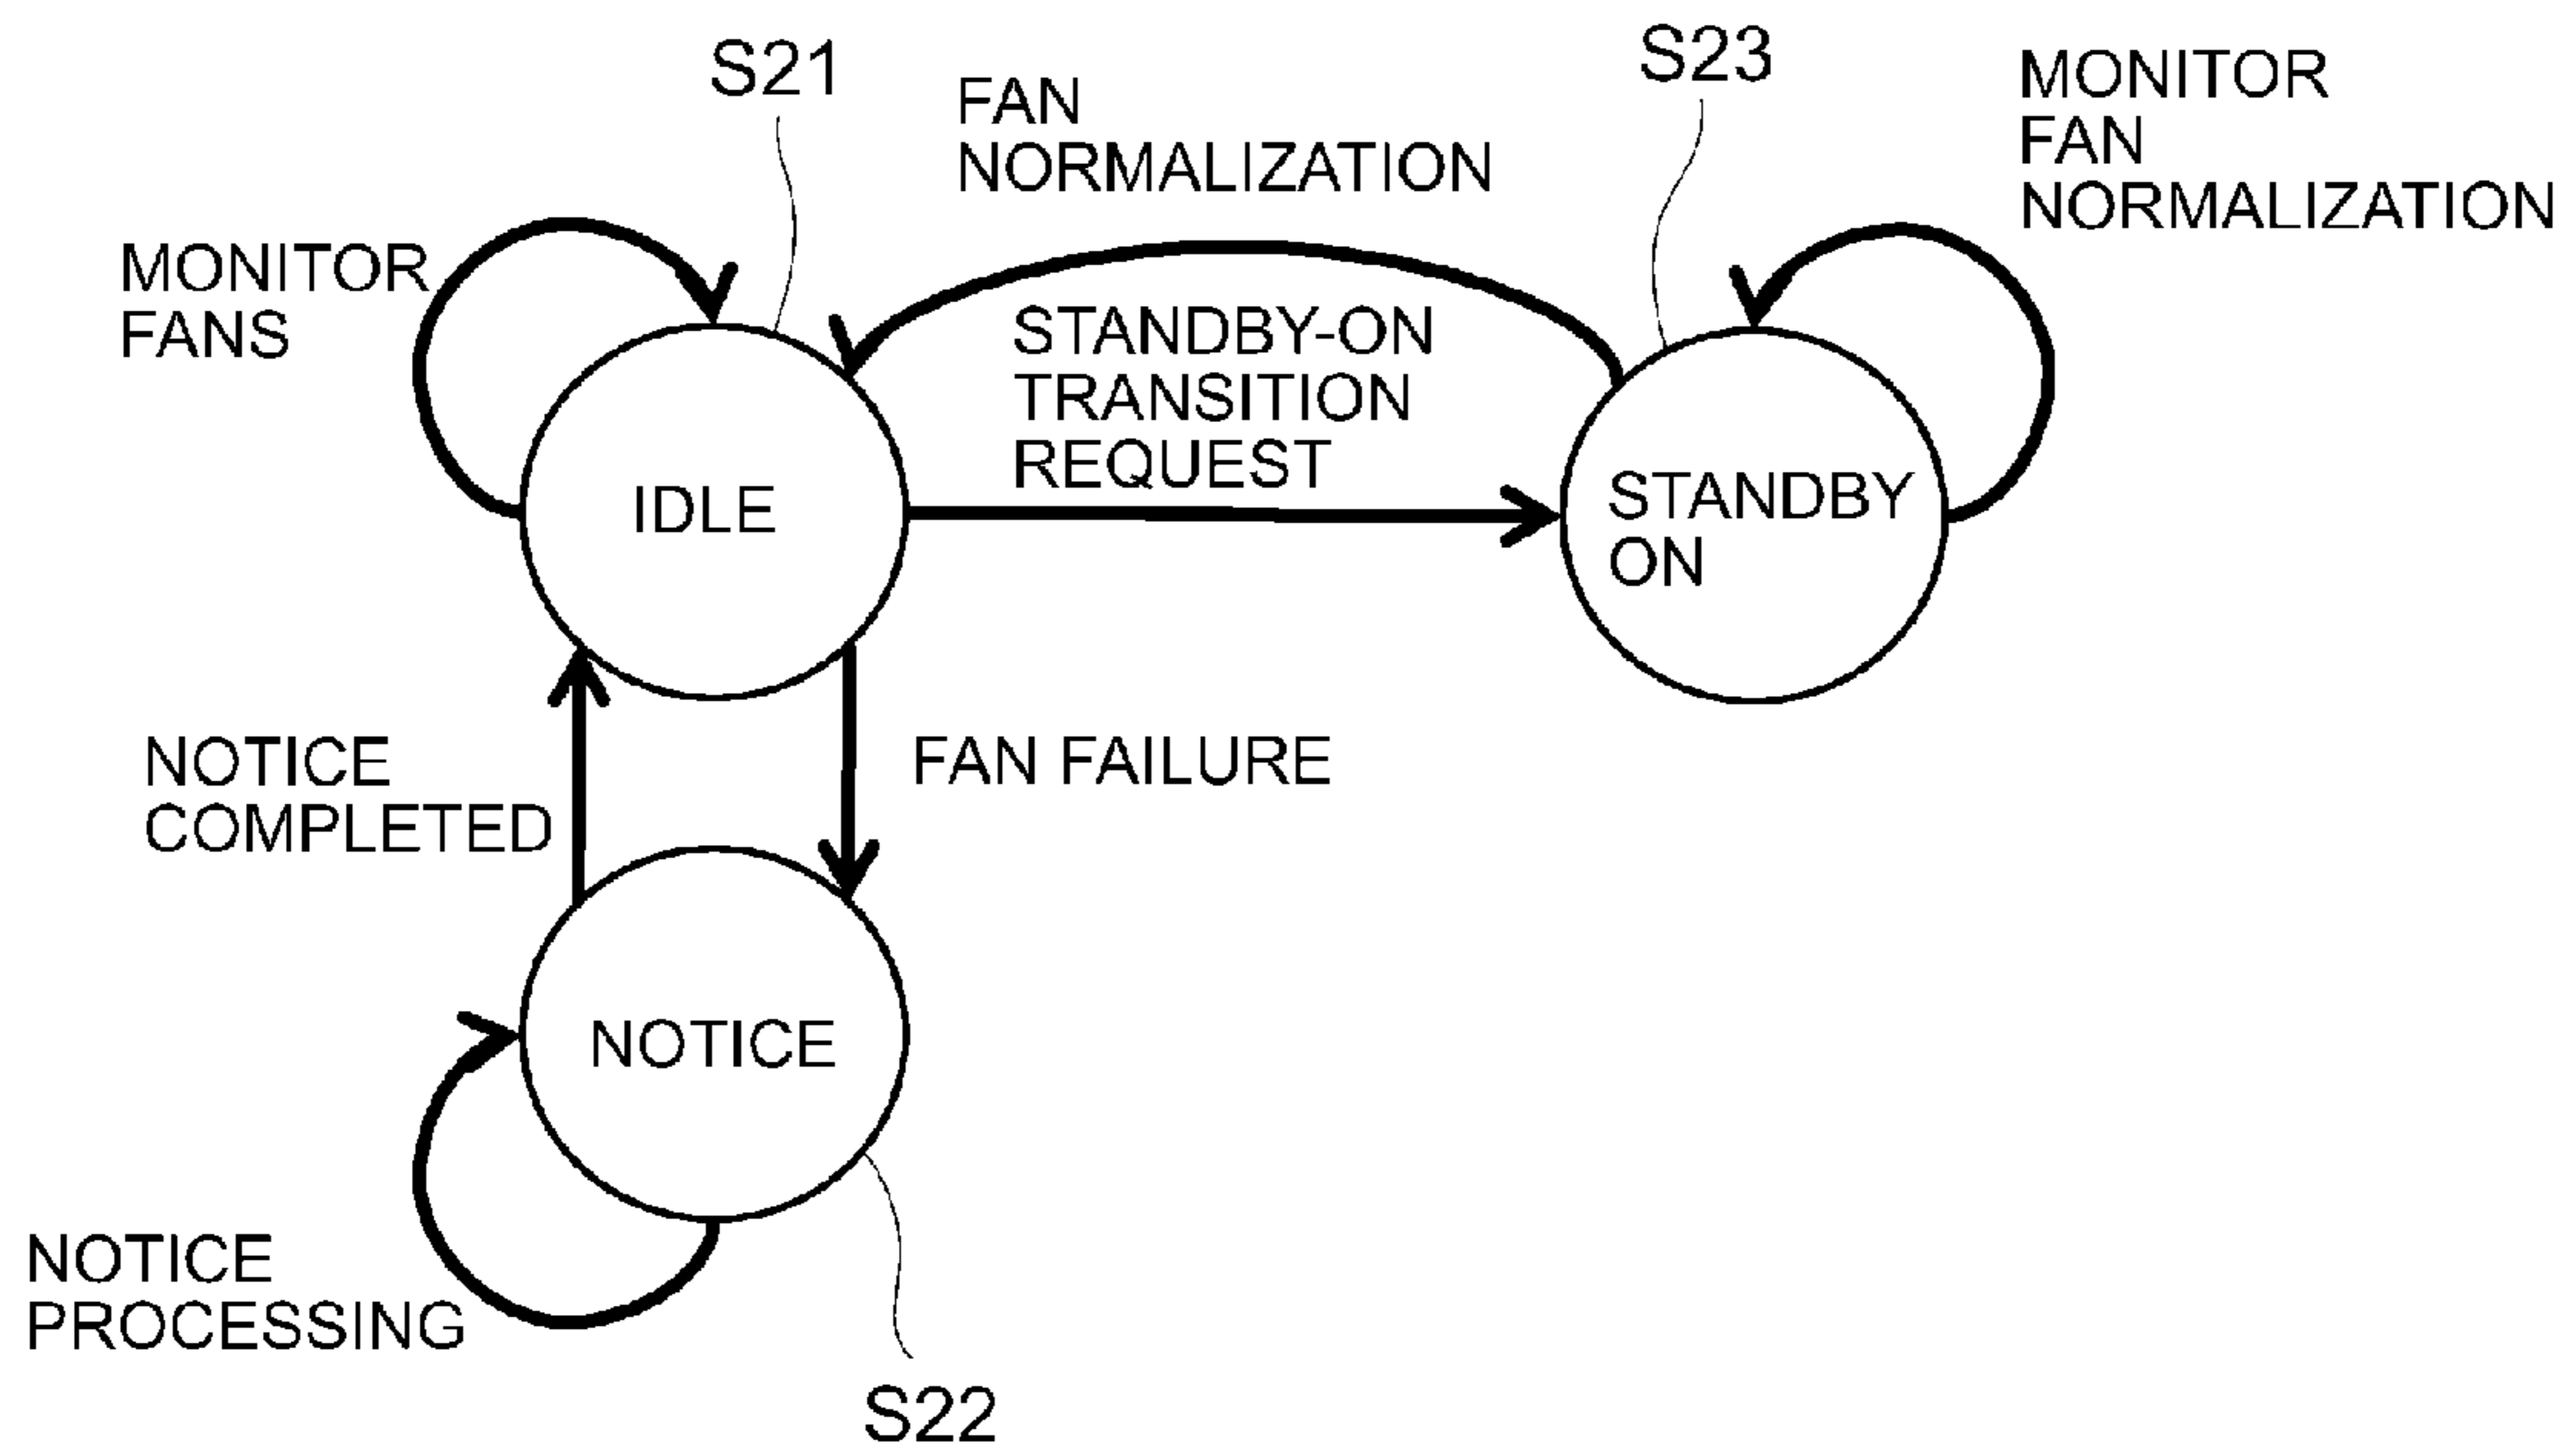 S21
S23
FAN
NORMALIZATION
MONITOR
FAN
NORMALIZATION
MONITOR
FANS
STANDBY-ON
TRANSITION
REQUEST
IDLE
STANDBY
ON
NOTICE
COMPLETED
FAN FAILURE
NOTICE
NOTICE
PROCESSING
S22